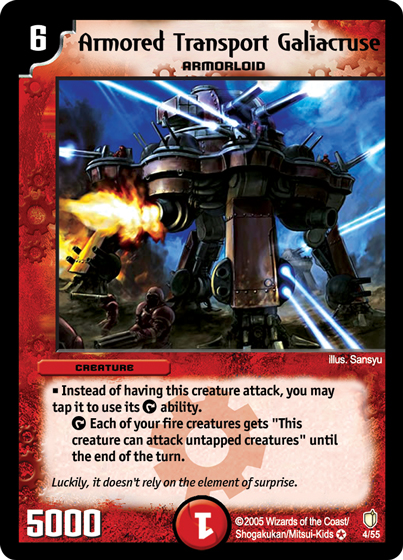 6
Armored Transport Galiacruse
ARMORLOID
illus. Sansyu
CREATURE
▪ Instead of having this creature attack, you may
tap it to use its ability.
Each of your fire creatures gets "This
creature can attack untapped creatures" until
the end of the turn.
Luckily, it doesn't rely on the element of surprise.
5000
1
©2005 Wizards of the Coast/
Shogakukan/Mitsui-Kids ✪
4/55